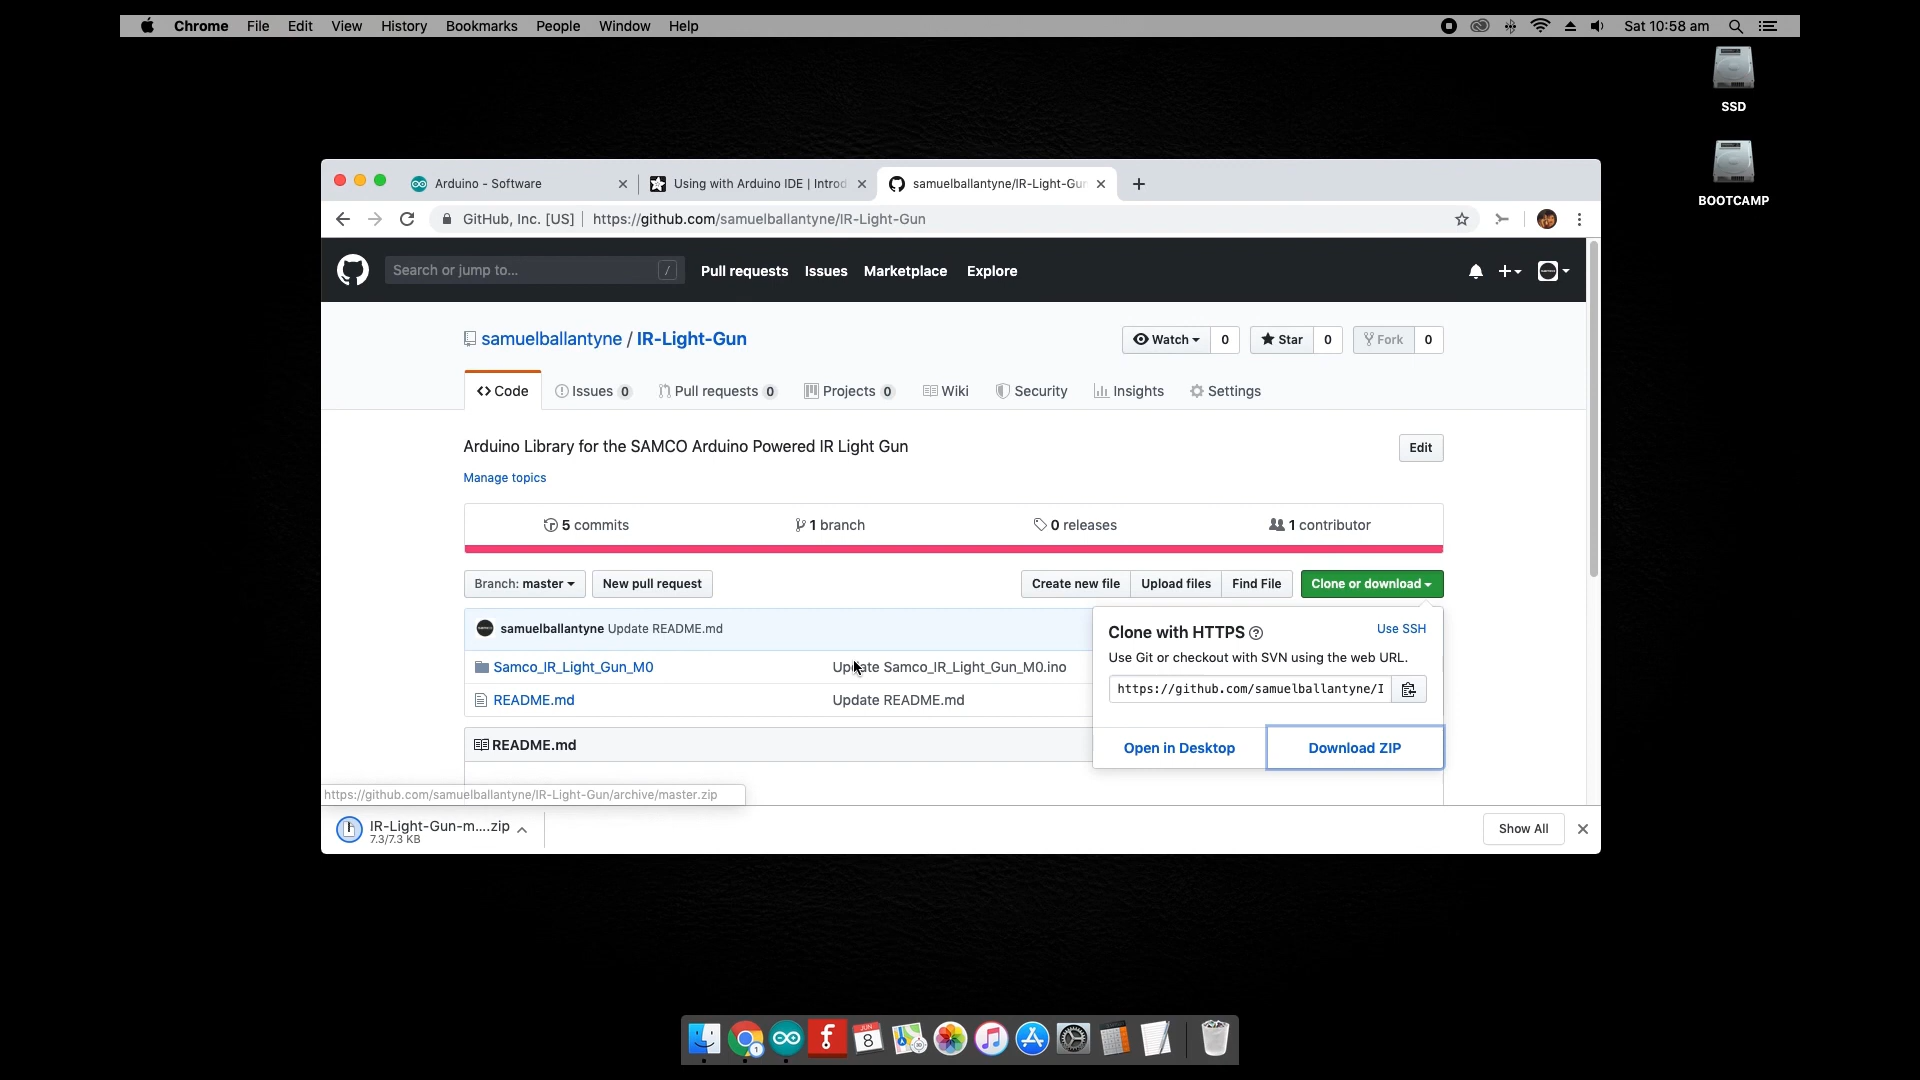 Chrome File Edit View History Bookmarks People Window Help Sat 10:58 am
SSD
BOOTCAMP
Arduino - Software Using with Arduino IDE | Introd samuelballantyne/IR-Light-Gun
GitHub, Inc. [US] https://github.com/samuelballantyne/IR-Light-Gun
Search or jump to... / Pull requests Issues Marketplace Explore
samuelballantyne / IR-Light-Gun Watch 0 Star 0 Fork 0
Code Issues 0 Pull requests 0 Projects 0 Wiki Security Insights Settings
Arduino Library for the SAMCO Arduino Powered IR Light Gun Edit
Manage topics
5 commits 1 branch 0 releases 1 contributor
Branch: master New pull request Create new file Upload files Find File Clone or download
samuelballantyne Update README.md
Clone with HTTPS Use SSH
Use Git or checkout with SVN using the web URL.
Samco_IR_Light_Gun_M0 Update Samco_IR_Light_Gun_M0.ino
https://github.com/samuelballantyne/I
README.md Update README.md
README.md
Open in Desktop Download ZIP
https://github.com/samuelballantyne/IR-Light-Gun/archive/master.zip
IR-Light-Gun-m....zip
7.3/7.3 KB
Show All
JUN
8